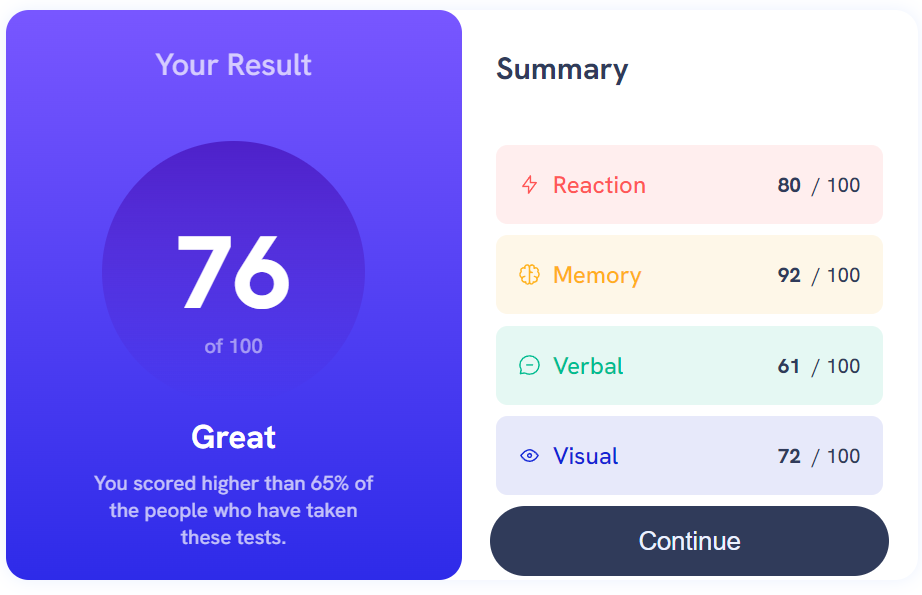 Your Result
76
of 100
Great
You scored higher than 65% of
the people who have taken
these tests.
Summary
Reaction 80 / 100
Memory 92 / 100
Verbal 61 / 100
Visual 72 / 100
Continue